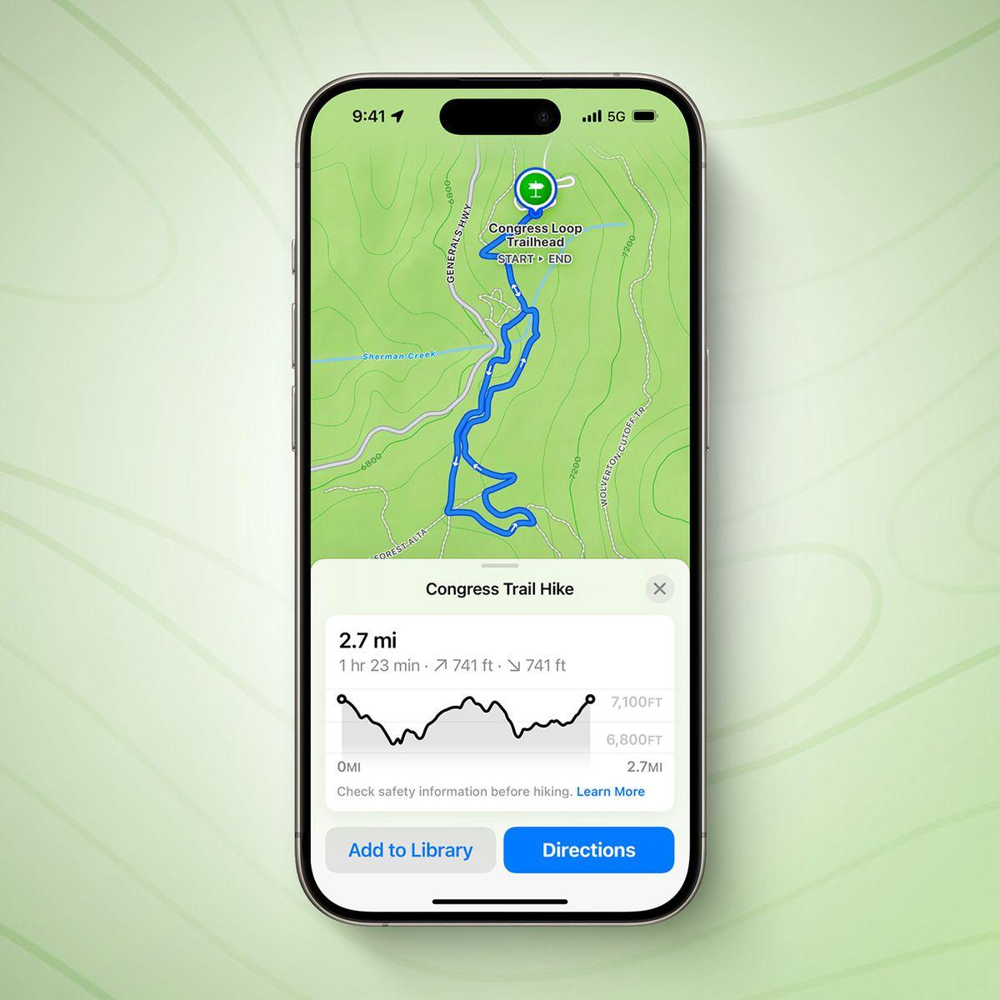 9:41
5G
6800
GENERALS HWY
Congress Loop
Trailhead
START ▸ END
7200
Sherman Creek
6800
7200
WOLVERTON CUTOFF TR
FOREST ALTA
Congress Trail Hike
2.7 mi
1 hr 23 min · ↗ 741 ft · ↘ 741 ft
7,100FT
6,800FT
0MI
2.7MI
Check safety information before hiking. Learn More
Add to Library
Directions